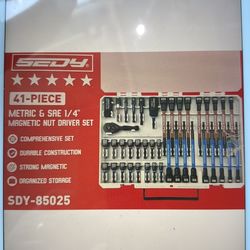 SEDY
41-PIECE
METRIC & SAE 1/4"
MAGNETIC NUT DRIVER SET
COMPREHENSIVE SET
DURABLE CONSTRUCTION
STRONG MAGNETIC
ORGANIZED STORAGE
SDY-85025